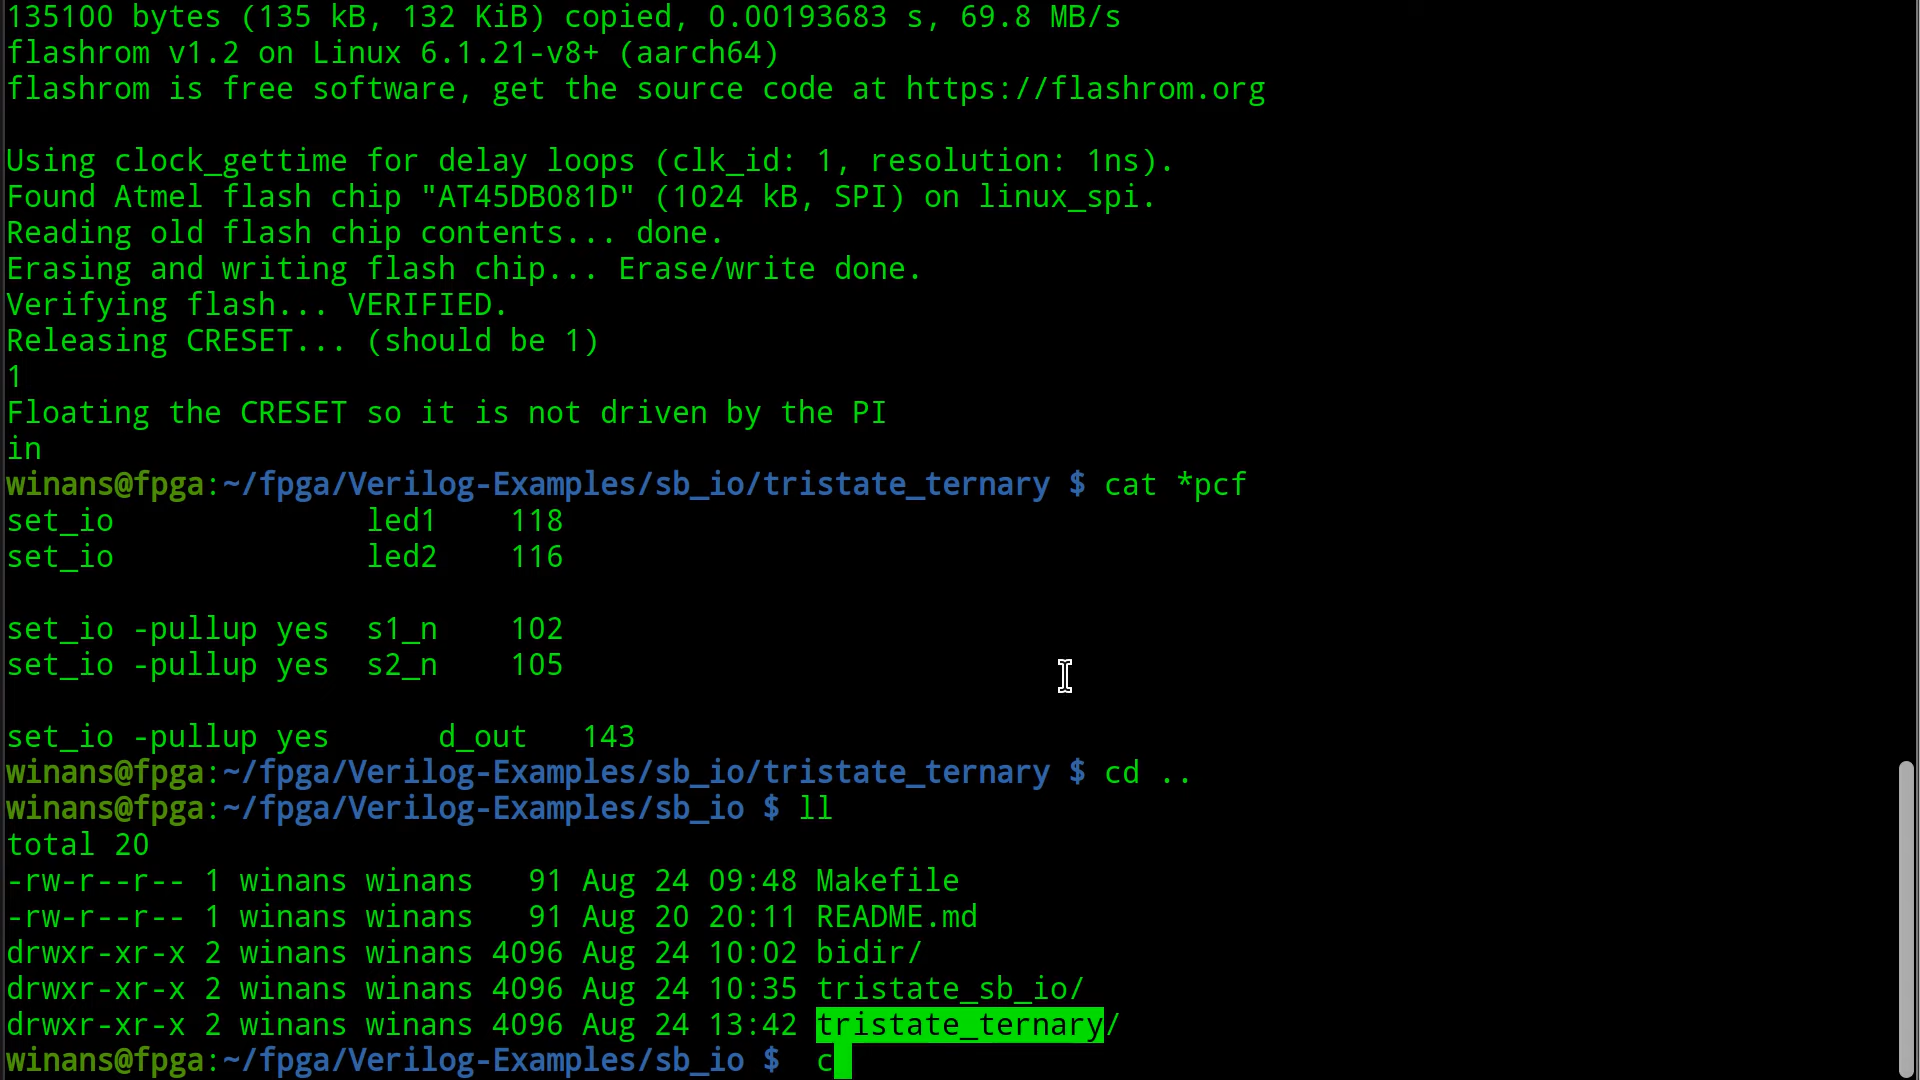 135100 bytes (135 kB, 132 KiB) copied, 0.00193683 s, 69.8 MB/s
flashrom v1.2 on Linux 6.1.21-v8+ (aarch64)
flashrom is free software, get the source code at https://flashrom.org
Using clock_gettime for delay loops (clk_id: 1, resolution: 1ns).
Found Atmel flash chip "AT45DB081D" (1024 kB, SPI) on linux_spi.
Reading old flash chip contents... done.
Erasing and writing flash chip... Erase/write done.
Verifying flash... VERIFIED.
Releasing CRESET... (should be 1)
1
Floating the CRESET so it is not driven by the PI
in
winans@fpga:~/fpga/Verilog-Examples/sb_io/tristate_ternary $ cat *pcf
set_io              led1    118
set_io              led2    116
set_io -pullup yes  s1_n    102
set_io -pullup yes  s2_n    105
set_io -pullup yes      d_out   143
winans@fpga:~/fpga/Verilog-Examples/sb_io/tristate_ternary $ cd ..
winans@fpga:~/fpga/Verilog-Examples/sb_io $ ll
total 20
-rw-r--r-- 1 winans winans   91 Aug 24 09:48 Makefile
-rw-r--r-- 1 winans winans   91 Aug 20 20:11 README.md
drwxr-xr-x 2 winans winans 4096 Aug 24 10:02 bidir/
drwxr-xr-x 2 winans winans 4096 Aug 24 10:35 tristate_sb_io/
drwxr-xr-x 2 winans winans 4096 Aug 24 13:42 tristate_ternary/
winans@fpga:~/fpga/Verilog-Examples/sb_io $  c